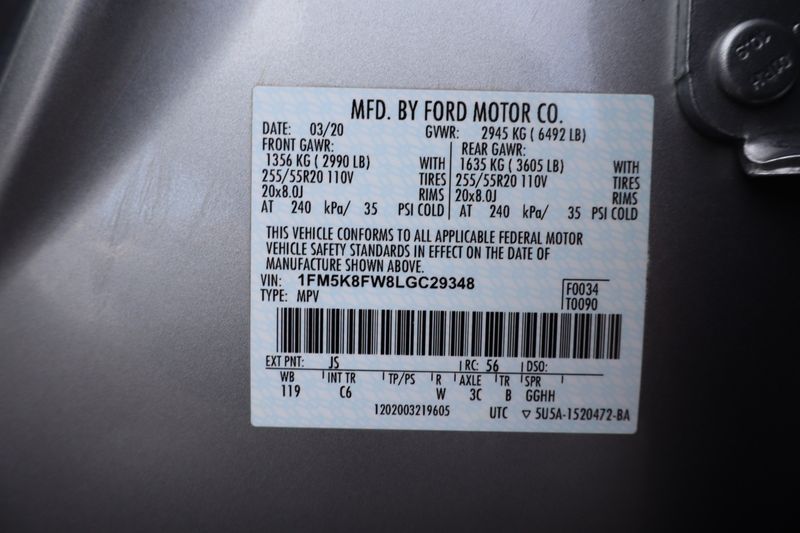 MFD. BY FORD MOTOR CO.
DATE: 03/20 GVWR: 2945 KG ( 6492 LB)
FRONT GAWR: REAR GAWR:
1356 KG ( 2990 LB) WITH 1635 KG ( 3605 LB) WITH
255/55R20 110V TIRES 255/55R20 110V TIRES
20x8.0J RIMS 20x8.0J RIMS
AT 240 kPa/ 35 PSI COLD AT 240 kPa/ 35 PSI COLD
THIS VEHICLE CONFORMS TO ALL APPLICABLE FEDERAL MOTOR
VEHICLE SAFETY STANDARDS IN EFFECT ON THE DATE OF
MANUFACTURE SHOWN ABOVE.
VIN: 1FM5K8FW8LGC29348 F0034
TYPE: MPV T0090
EXT PNT: JS RC: 56 DSO:
WB INT TR TP/PS R AXLE TR SPR
119 C6 W 3C B GGHH
1202003219605 UTC ▽ 5U5A-1520472-BA